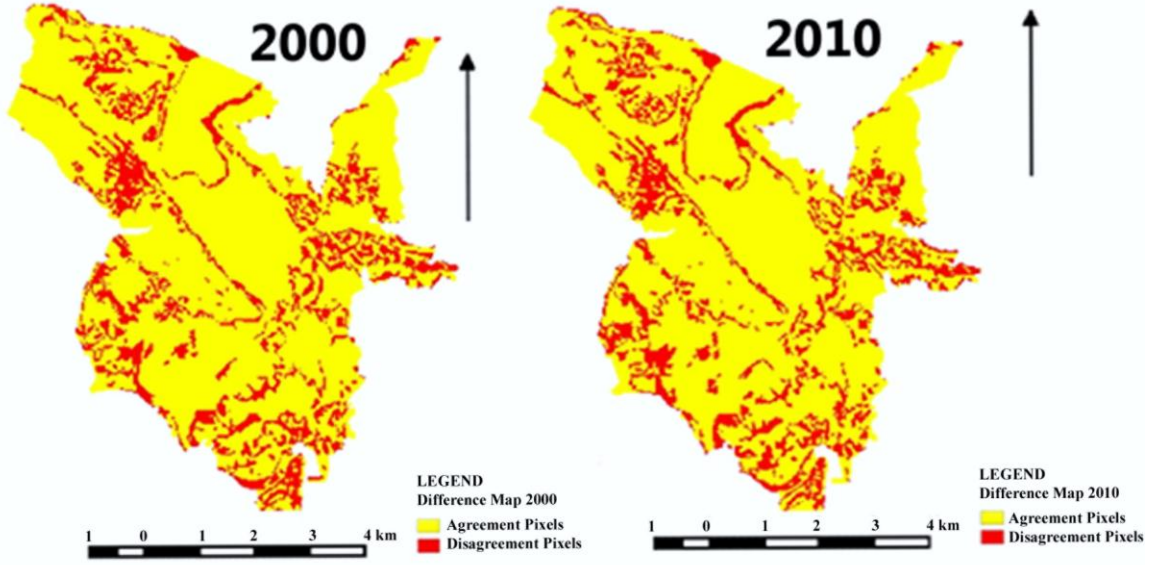 2000
2010
LEGEND
Difference Map 2000
Agreement Pixels
Disagreement Pixels
1 0 1 2 3 4 km
LEGEND
Difference Map 2010
Agreement Pixels
Disagreement Pixels
1 0 1 2 3 4 km